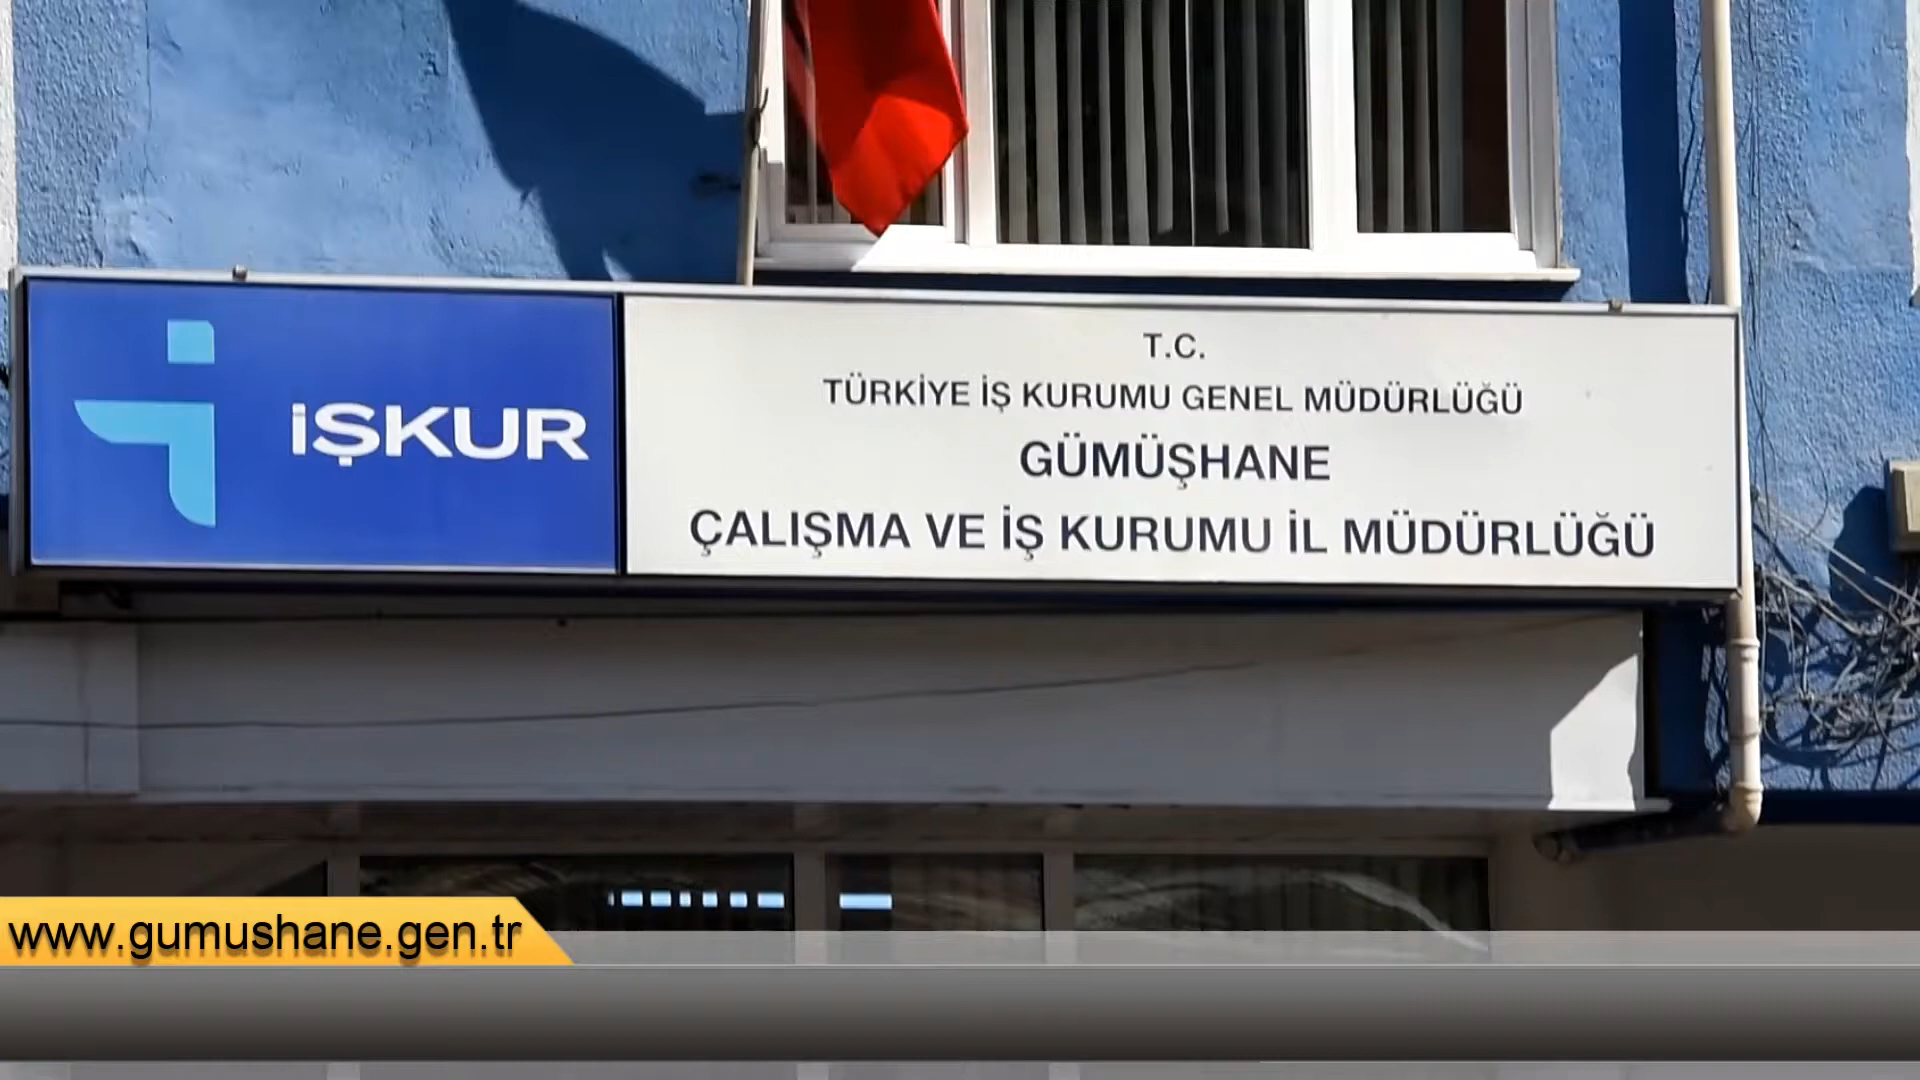 İŞKUR
T.C.
TÜRKİYE İŞ KURUMU GENEL MÜDÜRLÜĞÜ
GÜMÜŞHANE
ÇALIŞMA VE İŞ KURUMU İL MÜDÜRLÜĞÜ
www.gumushane.gen.tr